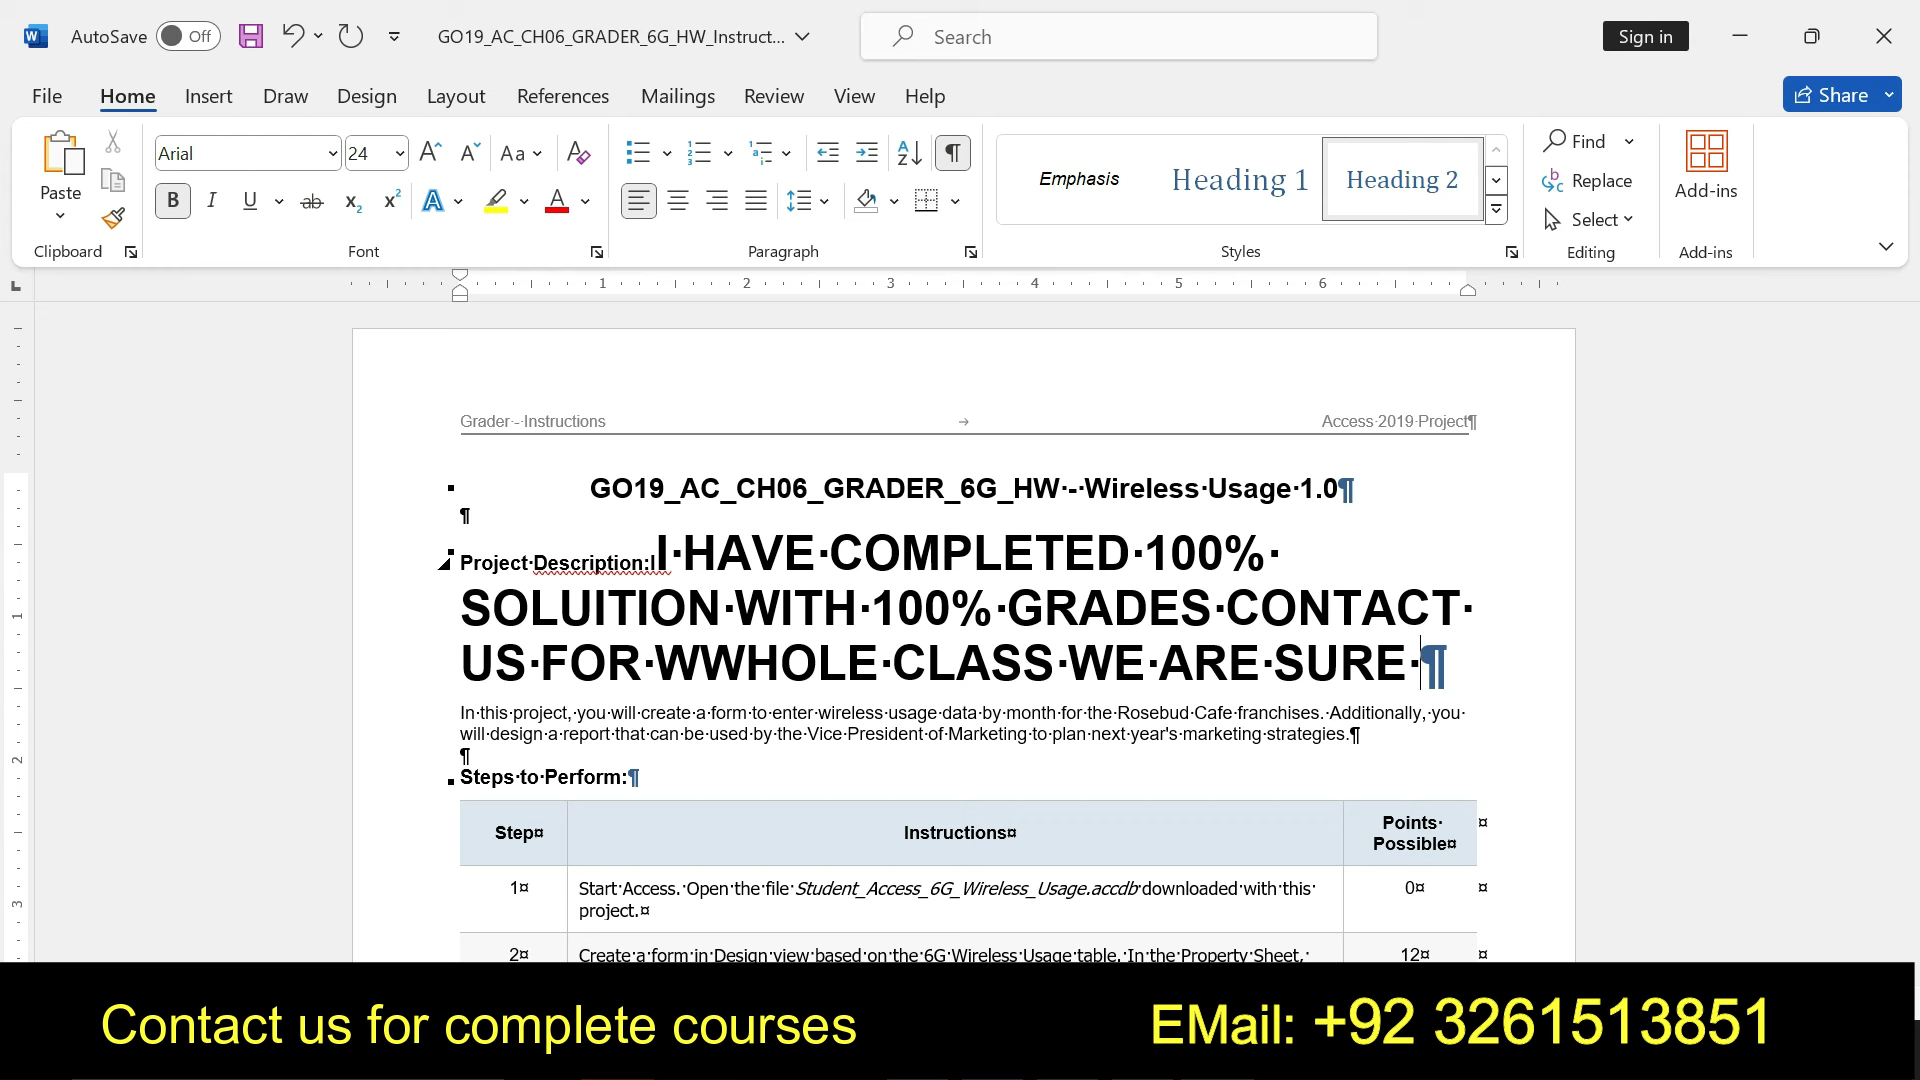 AutoSave Off GO19_AC_CH06_GRADER_6G_HW_Instruct... Search Sign in
File Home Insert Draw Design Layout References Mailings Review View Help Share
Paste
Clipboard
Arial 24
Font
Paragraph
Emphasis Heading 1 Heading 2
Styles
Find
Replace
Select
Editing
Add-ins
Add-ins
1 2 3 4 5 6
Grader - Instructions → Access 2019 Project¶
GO19_AC_CH06_GRADER_6G_HW - Wireless Usage 1.0¶
¶
Project Description:II HAVE COMPLETED 100%
SOLUITION WITH 100% GRADES CONTACT
US FOR WWHOLE CLASS WE ARE SURE ¶
In this project, you will create a form to enter wireless usage data by month for the Rosebud Cafe franchises. Additionally, you
will design a report that can be used by the Vice President of Marketing to plan next year's marketing strategies.¶
¶
Steps to Perform:¶
Step¤ Instructions¤ Points Possible¤ ¤
1¤ Start Access. Open the file Student_Access_6G_Wireless_Usage.accdb downloaded with this
project.¤ 0¤ ¤
2¤ Create a form in Design view based on the 6G Wireless Usage table. In the Property Sheet, 12¤ ¤
Contact us for complete courses EMail: +92 3261513851